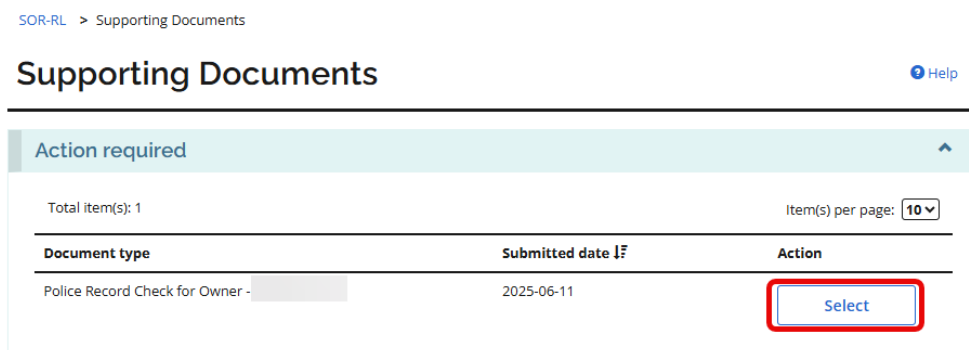 SOR-RL > Supporting Documents
Supporting Documents
Help
Action required
Total item(s): 1
Item(s) per page: 10
Document type Submitted date Action
Police Record Check for Owner - 2025-06-11 Select